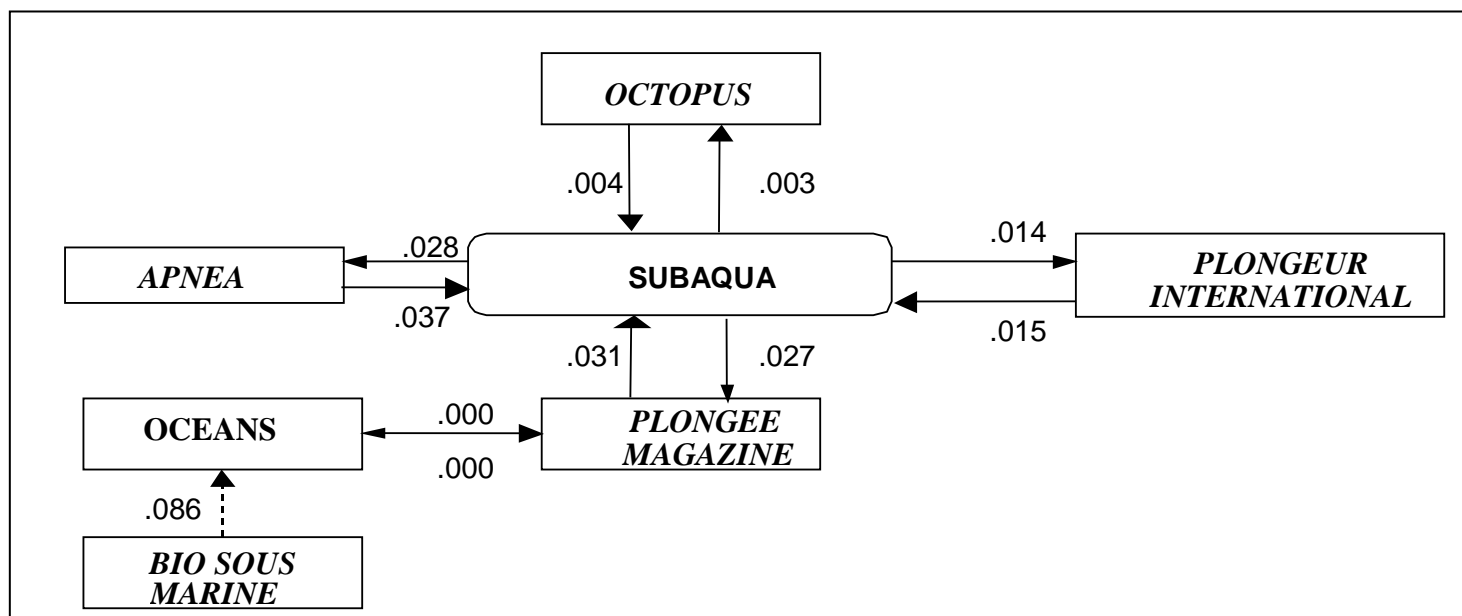 OCTOPUS
.004
.003
.028
.014
APNEA
SUBAQUA
PLONGEUR
INTERNATIONAL
.037
.015
.031
.027
OCEANS
.000
.000
PLONGEE
MAGAZINE
.086
BIO SOUS
MARINE